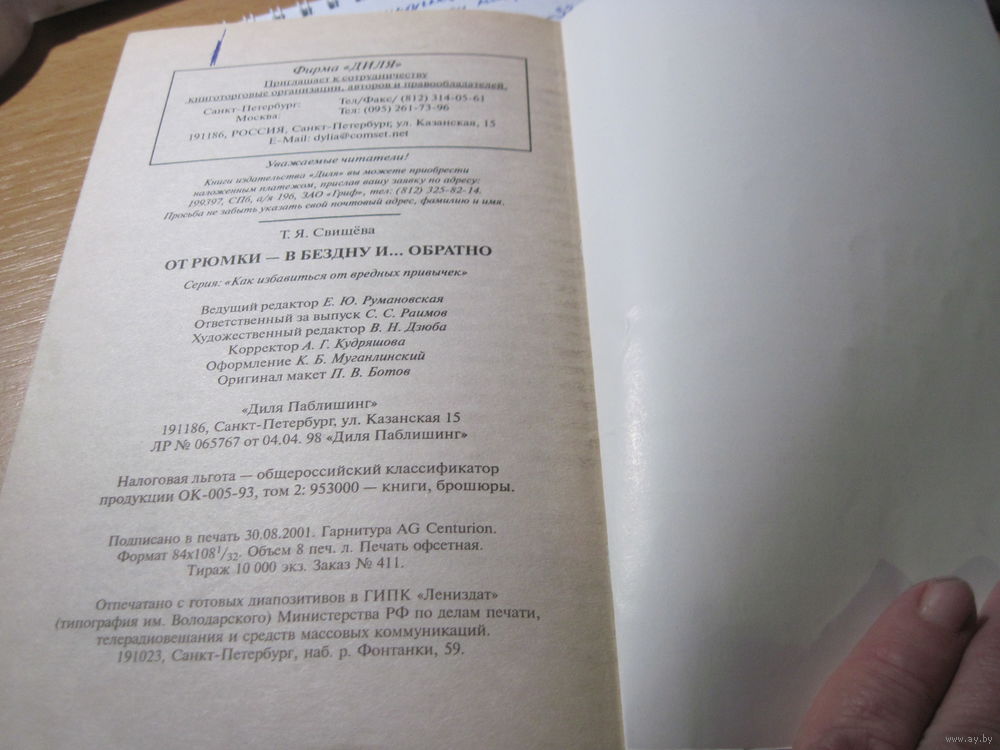 Фирма «ДИЛЯ»
Приглашает к сотрудничеству
книготорговые организации, авторов и правообладателей.
Санкт-Петербург: Тел/Факс/ (812) 314-05-61
Москва: Тел: (095) 261-73-96
191186, РОССИЯ, Санкт-Петербург, ул. Казанская, 15
E-Mail: dylia@comset.net
Уважаемые читатели!
Книги издательства «Диля» вы можете приобрести
наложенным платежом, прислав вашу заявку по адресу:
199397, СПб, а/я 196, ЗАО «Гриф», тел: (812) 325-82-14.
Просьба не забыть указать свой почтовый адрес, фамилию и имя.
Т. Я. Свищёва
ОТ РЮМКИ — В БЕЗДНУ И... ОБРАТНО
Серия: «Как избавиться от вредных привычек»
Ведущий редактор Е. Ю. Румановская
Ответственный за выпуск С. С. Раимов
Художественный редактор В. Н. Дзюба
Корректор А. Г. Кудряшова
Оформление К. Б. Муганлинский
Оригинал макет П. В. Ботов
«Диля Паблишинг»
191186, Санкт-Петербург, ул. Казанская 15
ЛР № 065767 от 04.04. 98 «Диля Паблишинг»
Налоговая льгота — общероссийский классификатор
продукции ОК-005-93, том 2: 953000 — книги, брошюры.
Подписано в печать 30.08.2001. Гарнитура AG Centurion.
Формат 84x108 1/32. Объем 8 печ. л. Печать офсетная.
Тираж 10 000 экз. Заказ № 411.
Отпечатано с готовых диапозитивов в ГИПК «Лениздат»
(типография им. Володарского) Министерства РФ по делам печати,
телерадиовещания и средств массовых коммуникаций.
191023, Санкт-Петербург, наб. р. Фонтанки, 59.
www.ay.by